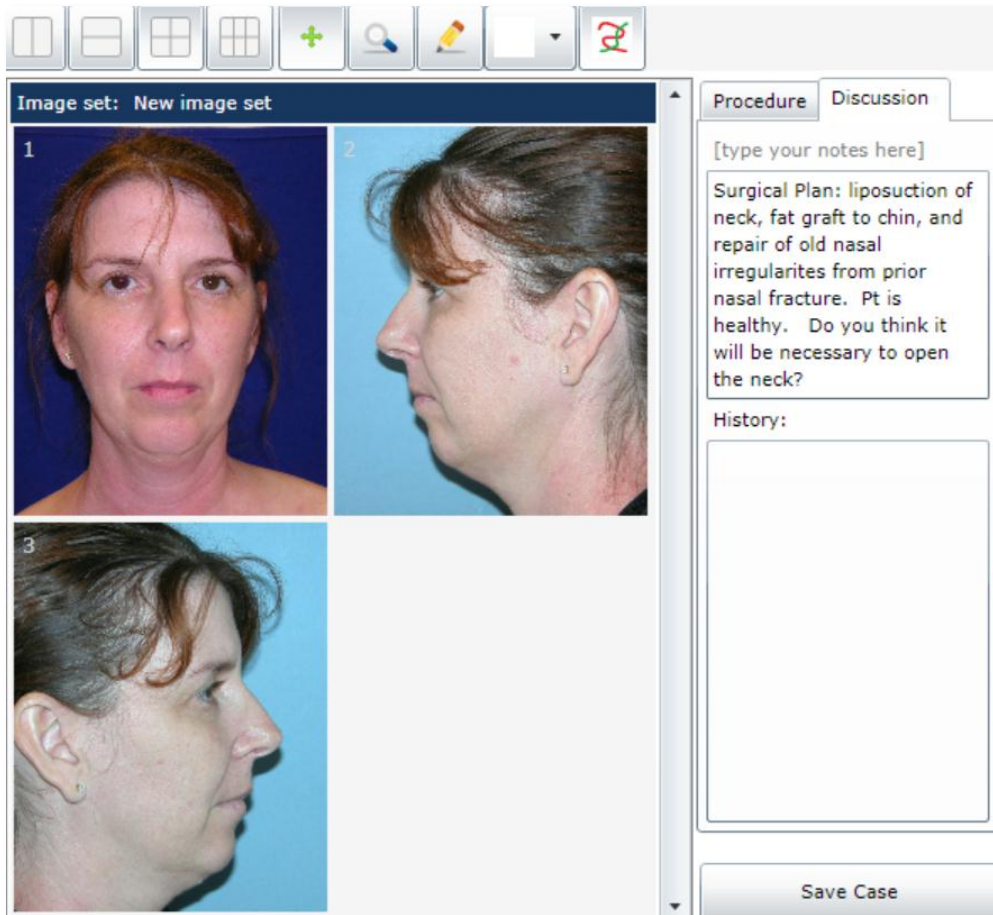 Image set: New image set
1
2
3
Procedure
Discussion
[type your notes here]
Surgical Plan: liposuction of
neck, fat graft to chin, and
repair of old nasal
irregularites from prior
nasal fracture. Pt is
healthy. Do you think it
will be necessary to open
the neck?
History:
Save Case